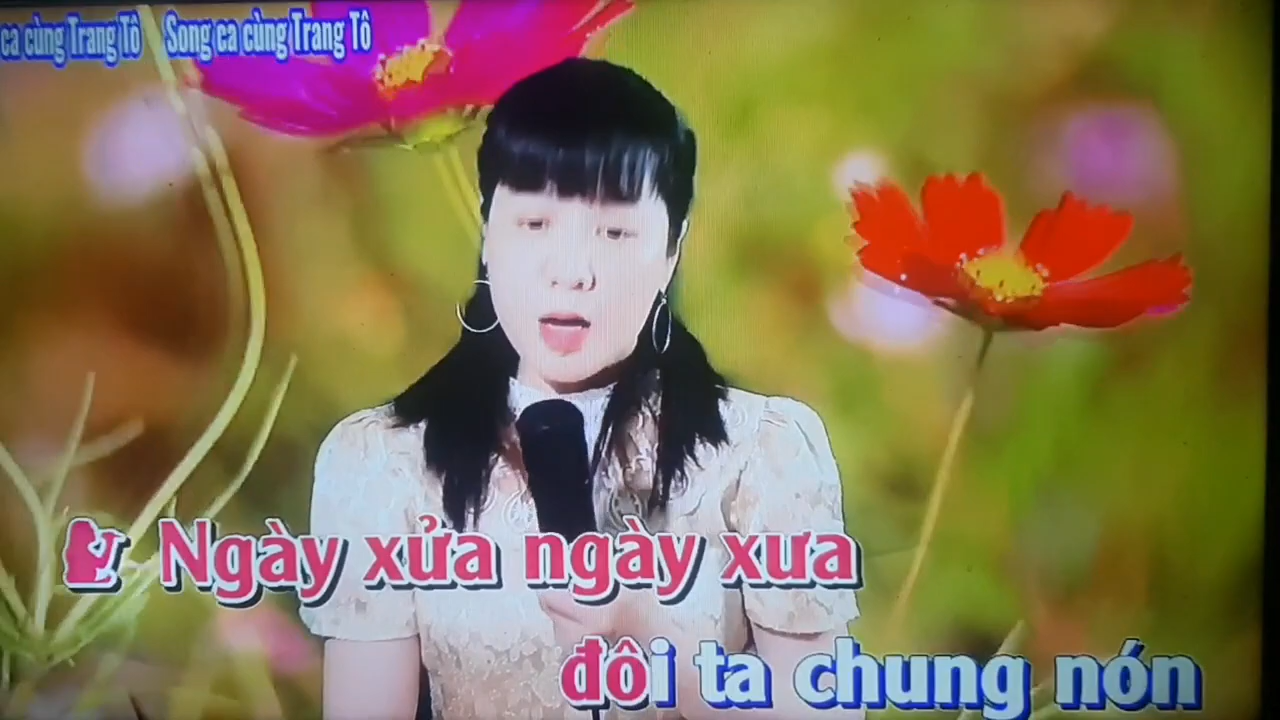 ca cùng Trang Tô Song ca cùng Trang Tô
Ngày xửa ngày xưa
đôi ta chung nón